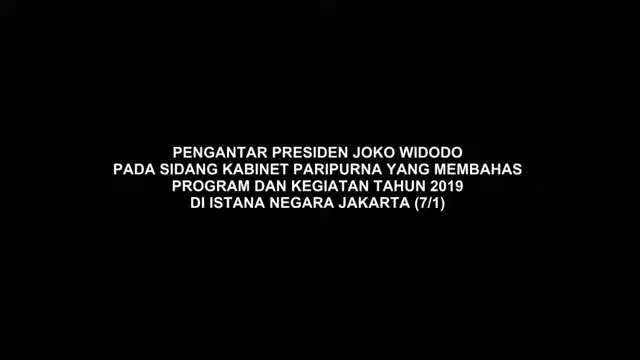 PENGANTAR PRESIDEN JOKO WIDODO
PADA SIDANG KABINET PARIPURNA YANG MEMBAHAS
PROGRAM DAN KEGIATAN TAHUN 2019
DI ISTANA NEGARA JAKARTA (7/1)